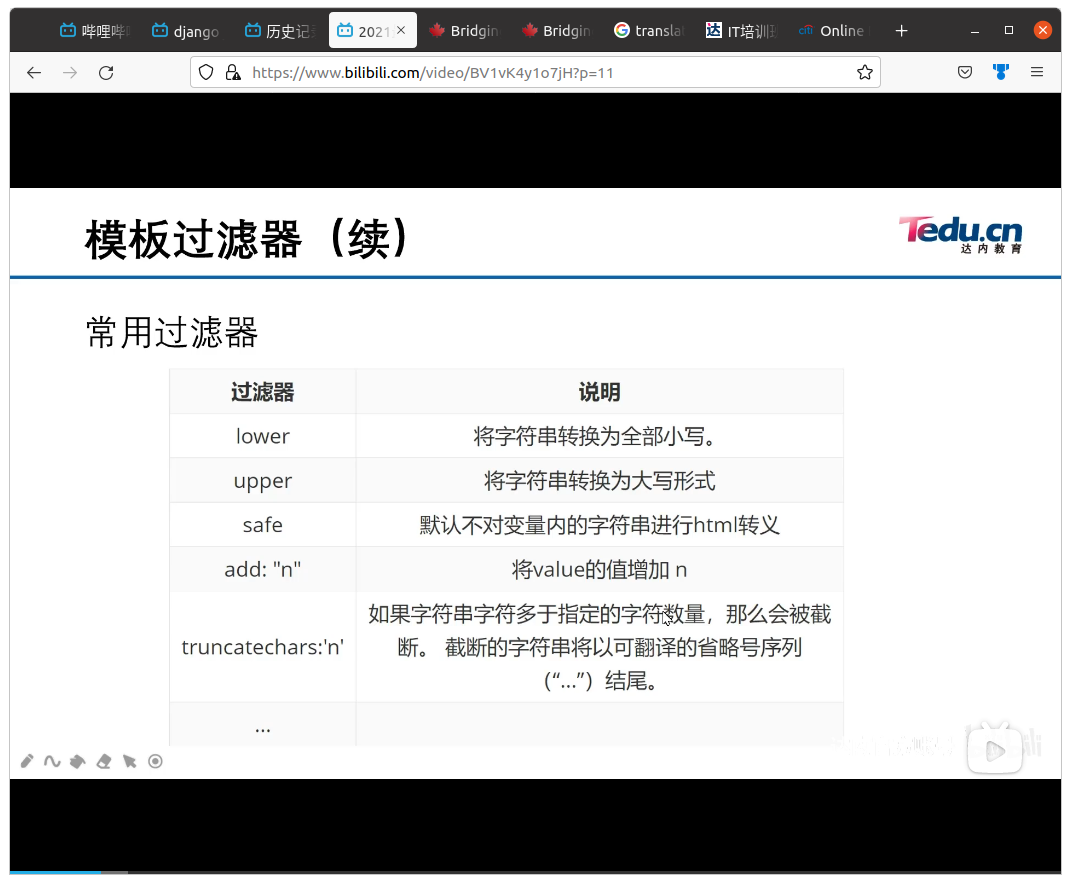 哔哩哔哩
django
历史记
2021
Bridgin
Bridgin
transla
IT培训班
citi
Online
https://www.bilibili.com/video/BV1vK4y1o7jH?p=11
模板过滤器（续）
Tedu.cn
达内教育
常用过滤器
过滤器 说明
lower 将字符串转换为全部小写。
upper 将字符串转换为大写形式
safe 默认不对变量内的字符串进行html转义
add: "n" 将value的值增加 n
truncatechars:'n'
如果字符串字符多于指定的字符数量，那么会被截
断。 截断的字符串将以可翻译的省略号序列
(“...”）结尾。
...